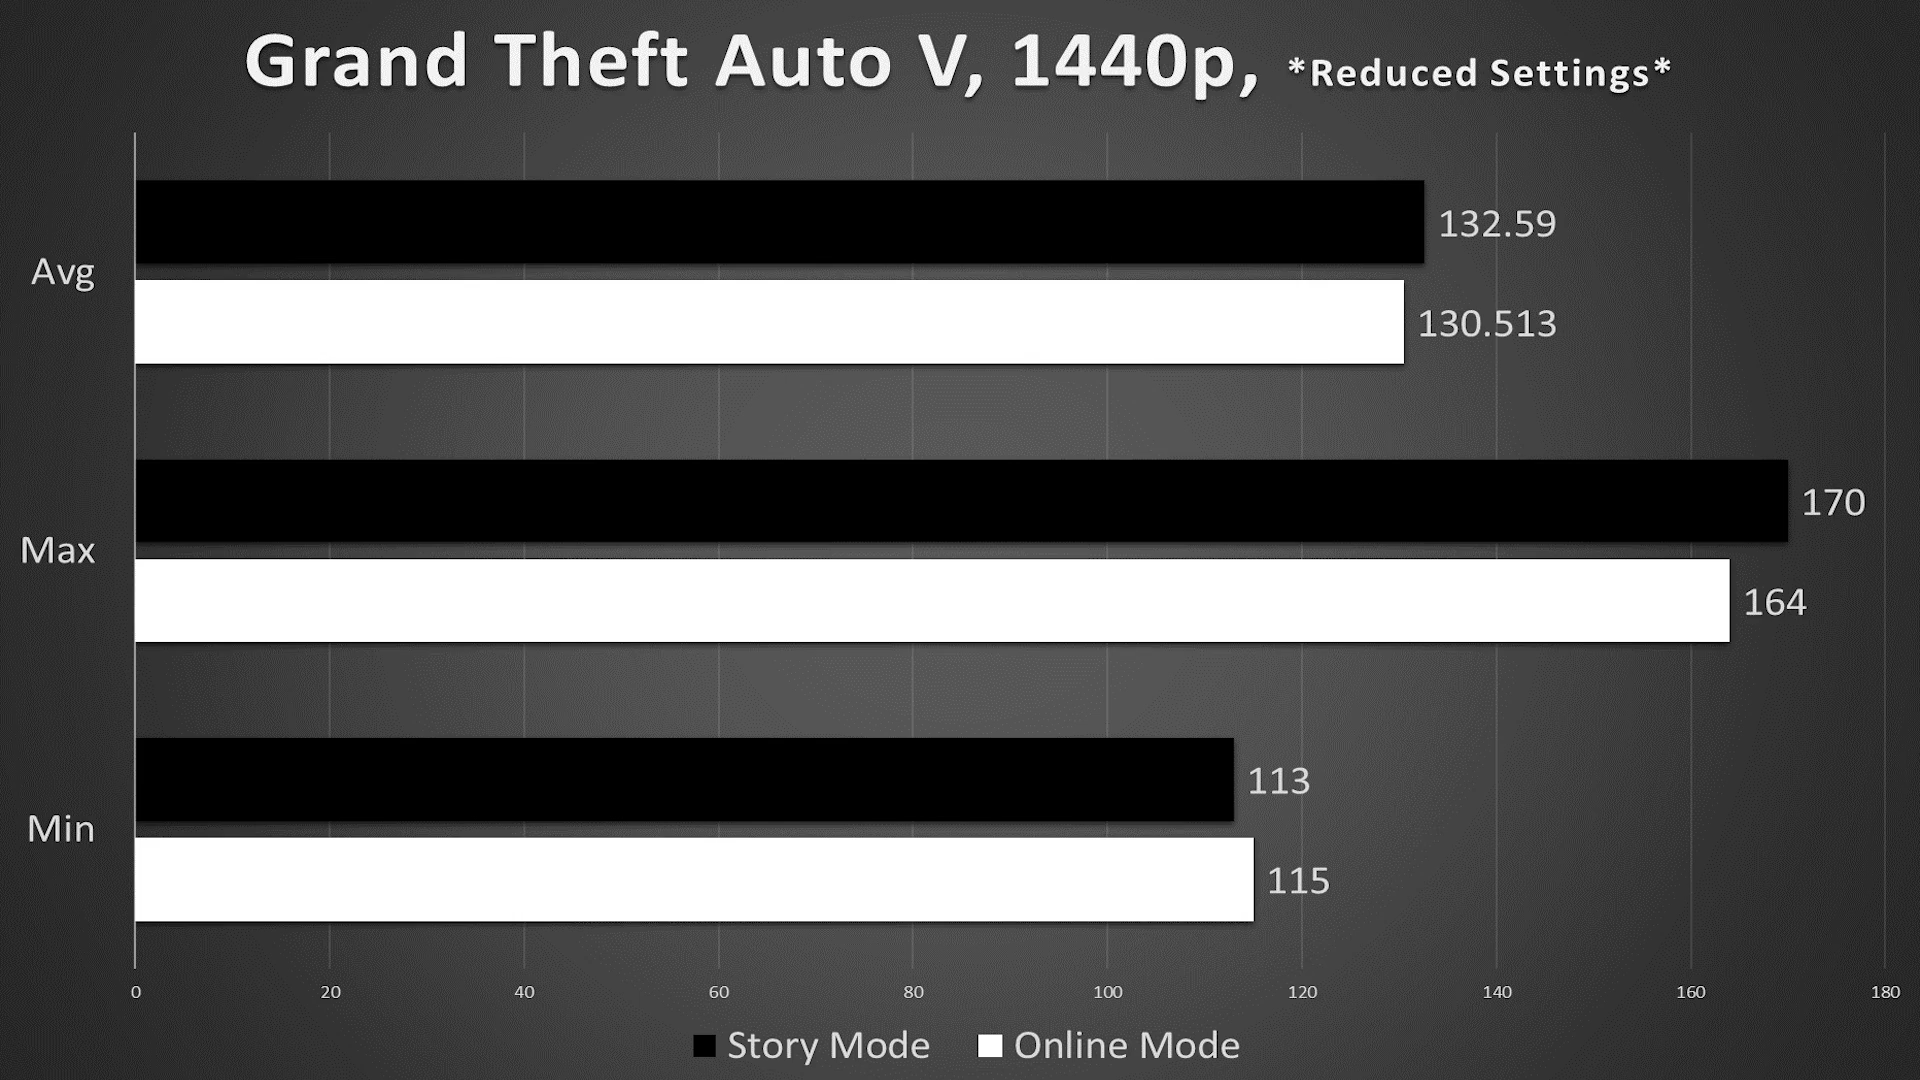 Grand Theft Auto V, 1440p, *Reduced Settings*
Avg
132.59
130.513
Max
170
164
Min
113
115
0 20 40 60 80 100 120 140 160 180
Story Mode Online Mode